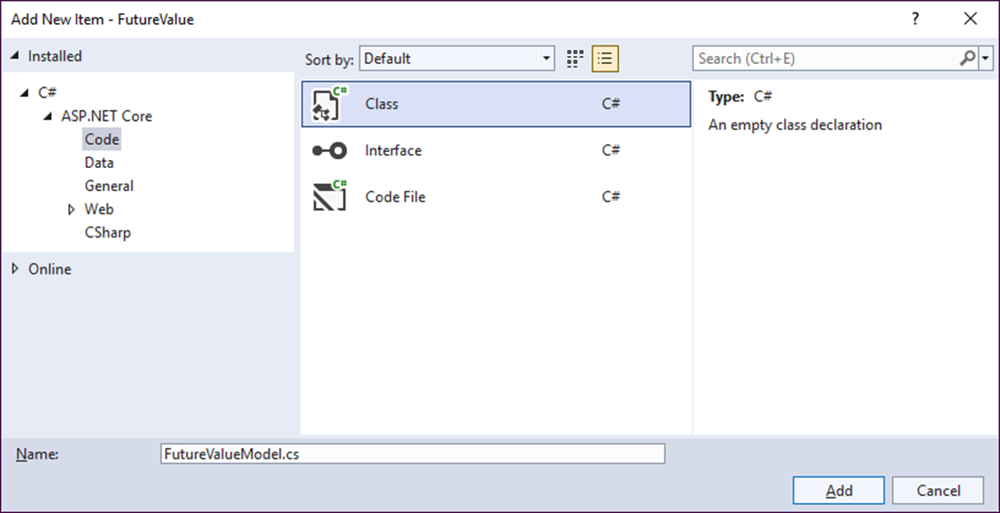 Add New Item - FutureValue
?
Installed
Sort by: Default
Search (Ctrl+E)
C#
ASP.NET Core
Code
Data
General
Web
CSharp
Online
C#
Class C#
Interface C#
C#
Code File C#
Type: C#
An empty class declaration
Name: FutureValueModel.cs
Add Cancel